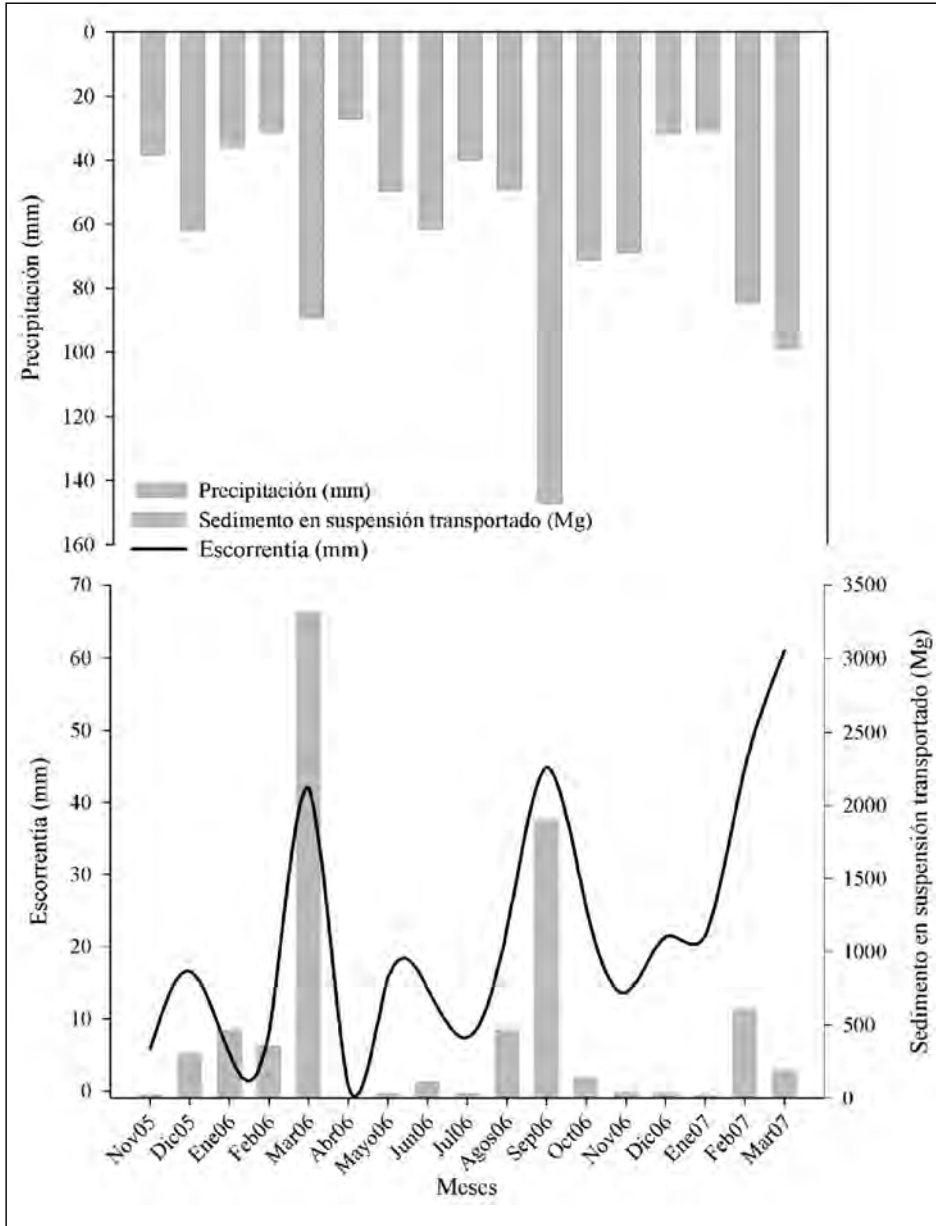 0
20
40
60
80
100
120
140
160
Precipitación (mm)
Precipitación (mm)
Sedimento en suspensión transportado (Mg)
Escorrentía (mm)
70
60
50
40
30
20
10
0
Escorrentía (mm)
3500
3000
2500
2000
1500
1000
500
0
Sedimento en suspensión transportado (Mg)
Nov05
Dic05
Ene06
Feb06
Mar06
Abr06
Mayo06
Jun06
Jul06
Agos06
Sep06
Oct06
Nov06
Dic06
Ene07
Feb07
Mar07
Meses